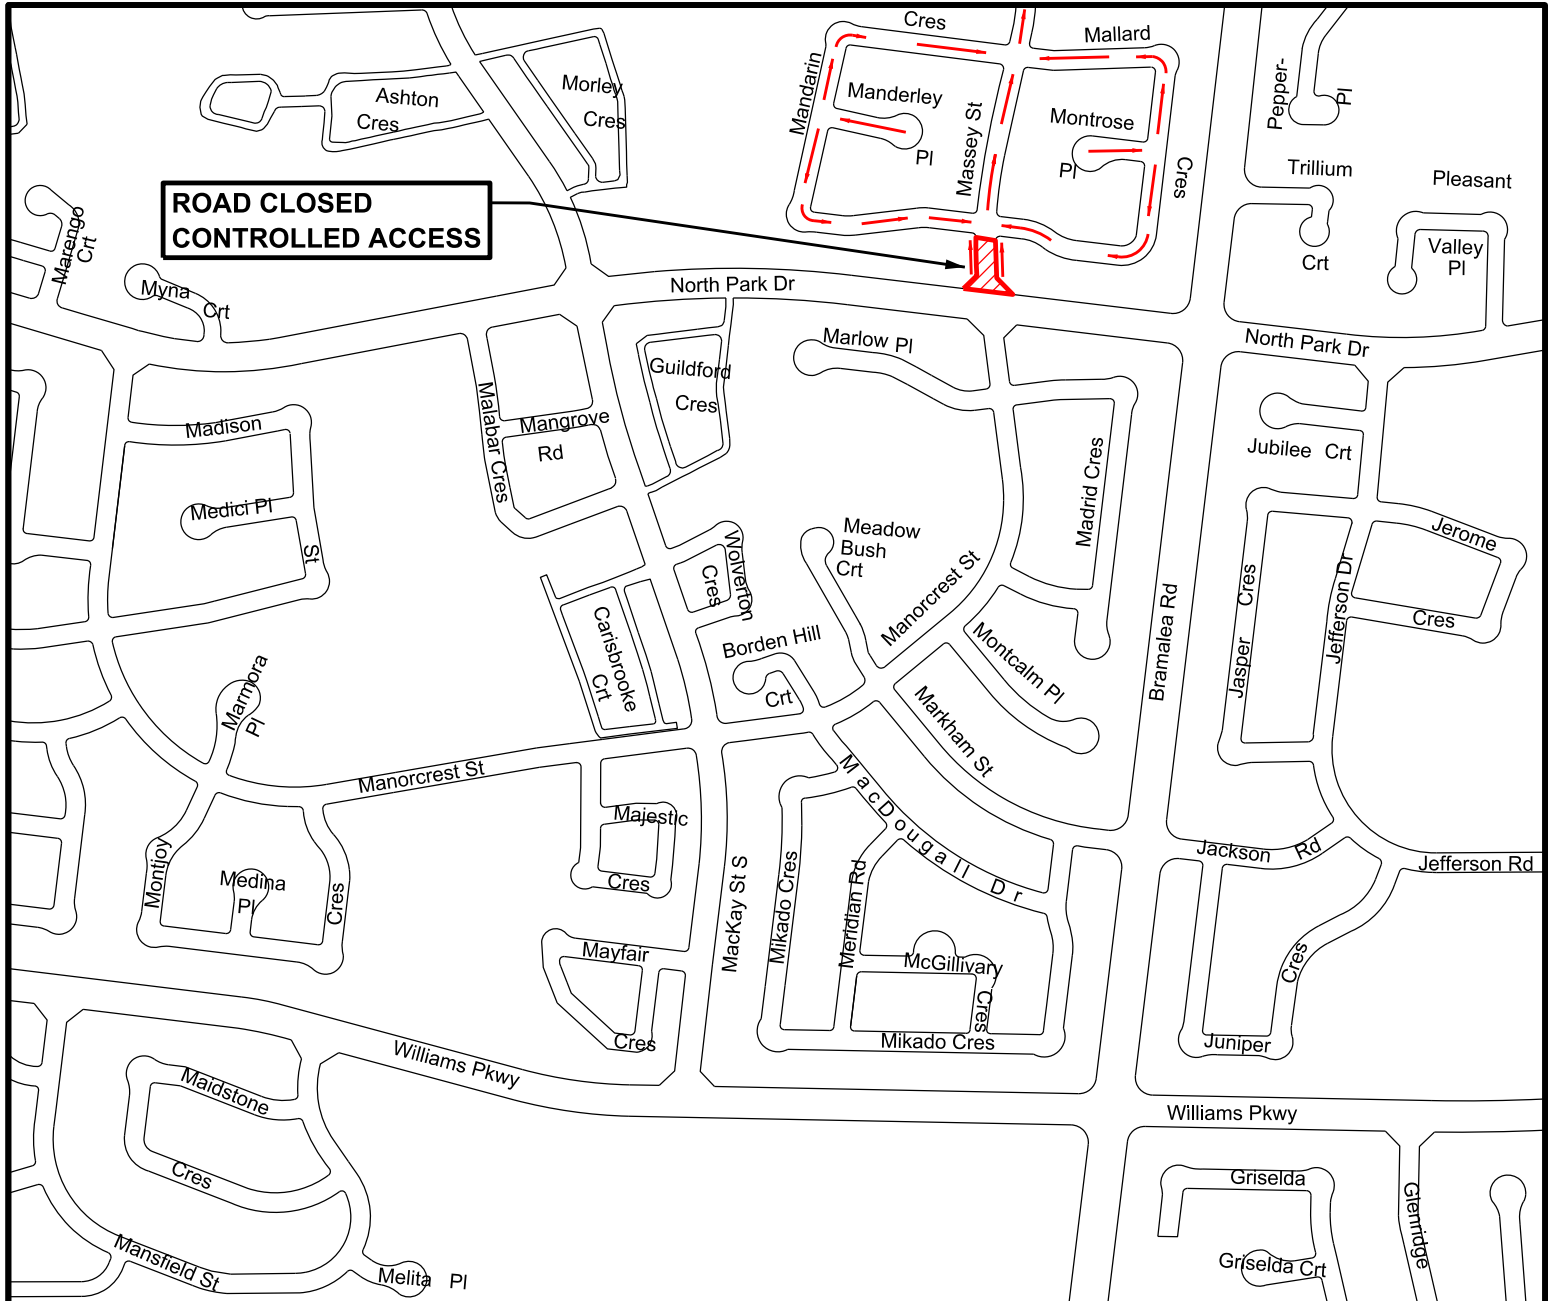 Cres
Mallard
Mandarin
Manderley
Pl
Massey St
Montrose
Pl
Cres
Pepper-
Pl
Ashton
Cres
Morley
Cres
Trillium
Crt
Pleasant
Valley
Pl
ROAD CLOSED
CONTROLLED ACCESS
Marengo
Crt
Myna
Crt
North Park Dr
North Park Dr
Marlow Pl
Guildford
Cres
Malabar Cres
Mangrove
Rd
Madison
St
Medici Pl
Madrid Cres
Jubilee Crt
Jerome
Cres
Jasper Cres
Jefferson Dr
Meadow
Bush
Crt
Wolverton
Cres
Manorcrest St
Carisbrooke
Crt
Borden Hill
Crt
Montcalm Pl
Markham St
Bramalea Rd
Marmora
Pl
Manorcrest St
MacDougall Dr
Majestic
Cres
Jackson Rd
Jefferson Rd
Montjoy
Cres
Medina
Pl
MacKay St S
Mikado Cres
Meridian Rd
McGillivary
Cres
Mikado Cres
Mayfair
Cres
Juniper
Cres
Williams Pkwy
Williams Pkwy
Maidstone
Cres
Mansfield St
Melita Pl
Griselda
Griselda Crt
Glenridge